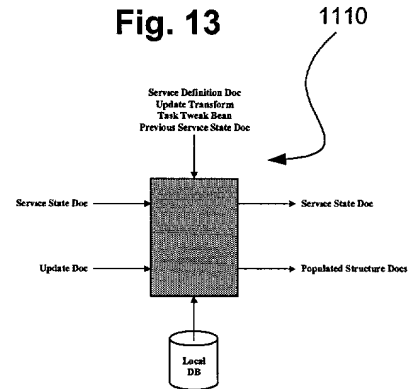 Fig. 13
1110
Service Definition Doc
Update Transform
Task Tweak Bean
Previous Service State Doc
Service State Doc
Service State Doc
Update Doc
Populated Structure Docs
Local
DB